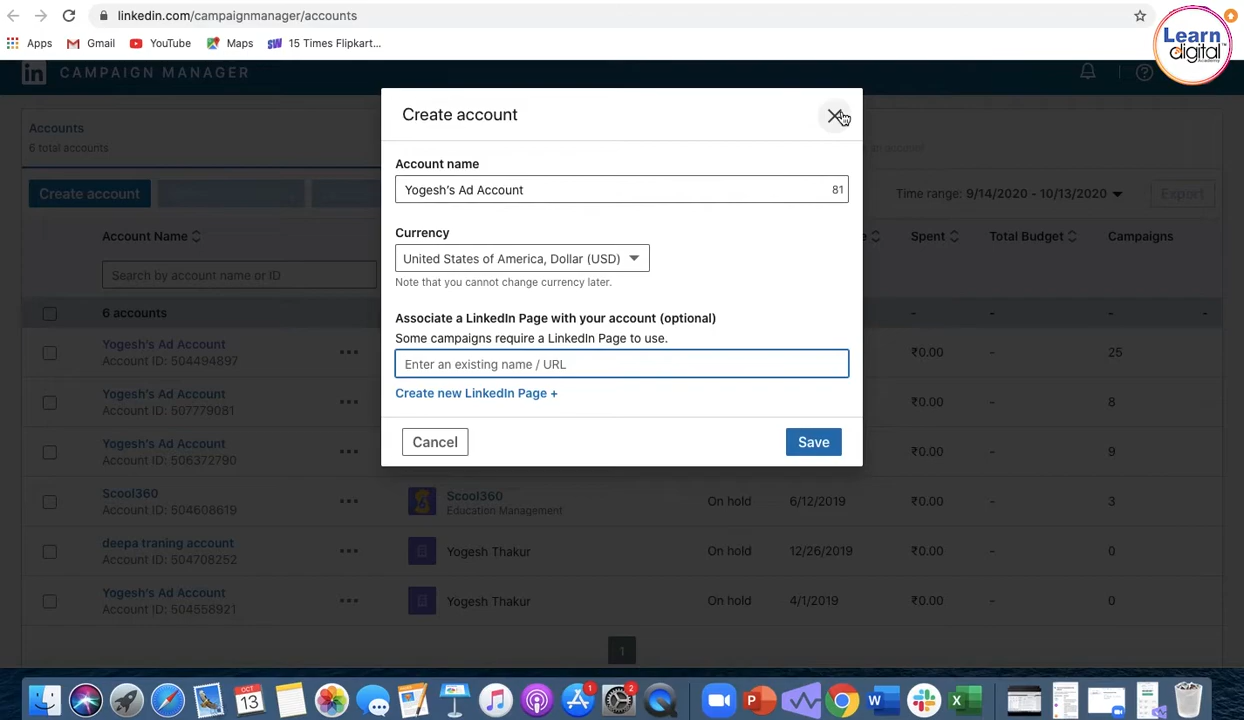 linkedin.com/campaignmanager/accounts
Apps Gmail YouTube Maps 15 Times Flipkart...
Learn
digital
Academy
in CAMPAIGN MANAGER
Create account
Accounts
6 total accounts
Account name
Yogesh's Ad Account 81
Create account
Time range: 9/14/2020 - 10/13/2020 Export
Currency
Account Name Spent Total Budget Campaigns
United States of America, Dollar (USD)
Search by account name or ID
Note that you cannot change currency later.
6 accounts - - -
Associate a LinkedIn Page with your account (optional)
Some campaigns require a LinkedIn Page to use.
Yogesh's Ad Account ₹0.00 - 25
Account ID: 504494897
Enter an existing name / URL
Create new LinkedIn Page +
Yogesh's Ad Account ₹0.00 - 8
Account ID: 507779081
Cancel Save
Yogesh's Ad Account ₹0.00 - 9
Account ID: 506372790
Scool360 Scool360 On hold 6/12/2019 ₹0.00 - 3
Account ID: 504608619 Education Management
deepa traning account Yogesh Thakur On hold 12/26/2019 ₹0.00 - 0
Account ID: 504708252
Yogesh's Ad Account Yogesh Thakur On hold 4/1/2019 ₹0.00 - 0
Account ID: 504558921
1
OCT
13
1
2